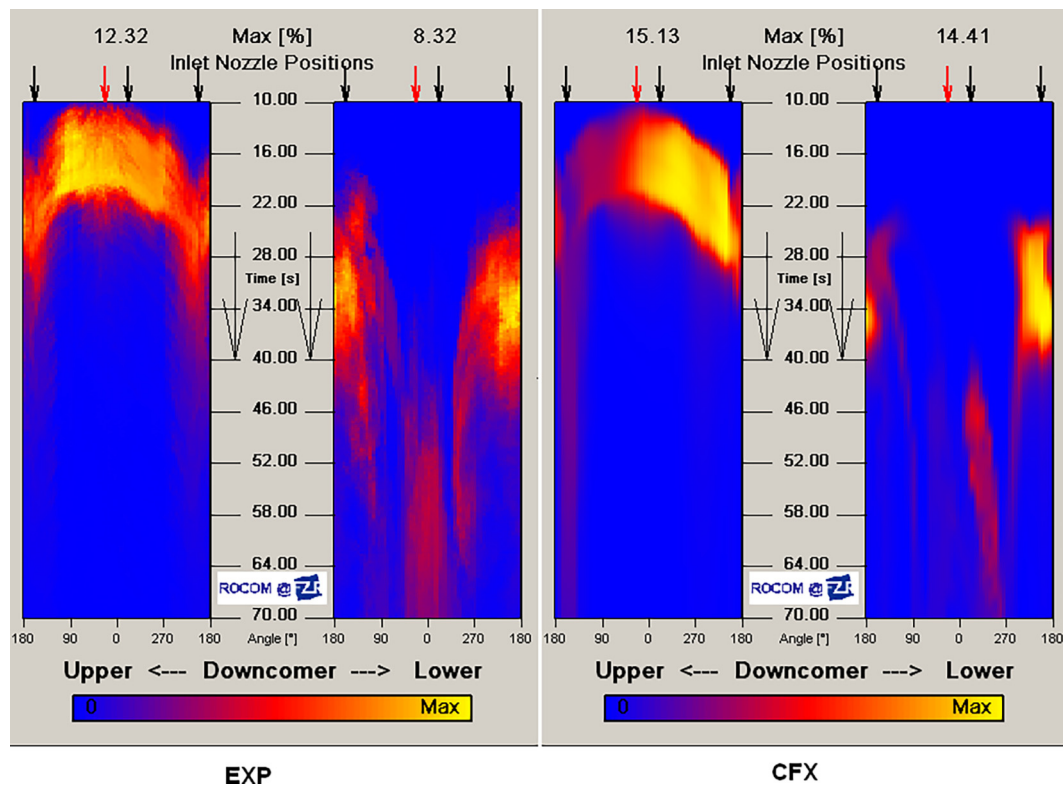 12.32 Max [%] 8.32
Inlet Nozzle Positions
10.00
16.00
22.00
28.00
Time [s]
34.00
40.00
46.00
52.00
58.00
64.00
ROCOM @ FZR
70.00
180 90 0 270 180 Angle [°] 180 90 0 270 180
Upper <--- Downcomer ---> Lower
0 Max
EXP
15.13 Max [%] 14.41
Inlet Nozzle Positions
10.00
16.00
22.00
28.00
Time [s]
34.00
40.00
46.00
52.00
58.00
64.00
ROCOM @ FZR
70.00
180 90 0 270 180 Angle [°] 180 90 0 270 180
Upper <--- Downcomer ---> Lower
0 Max
CFX